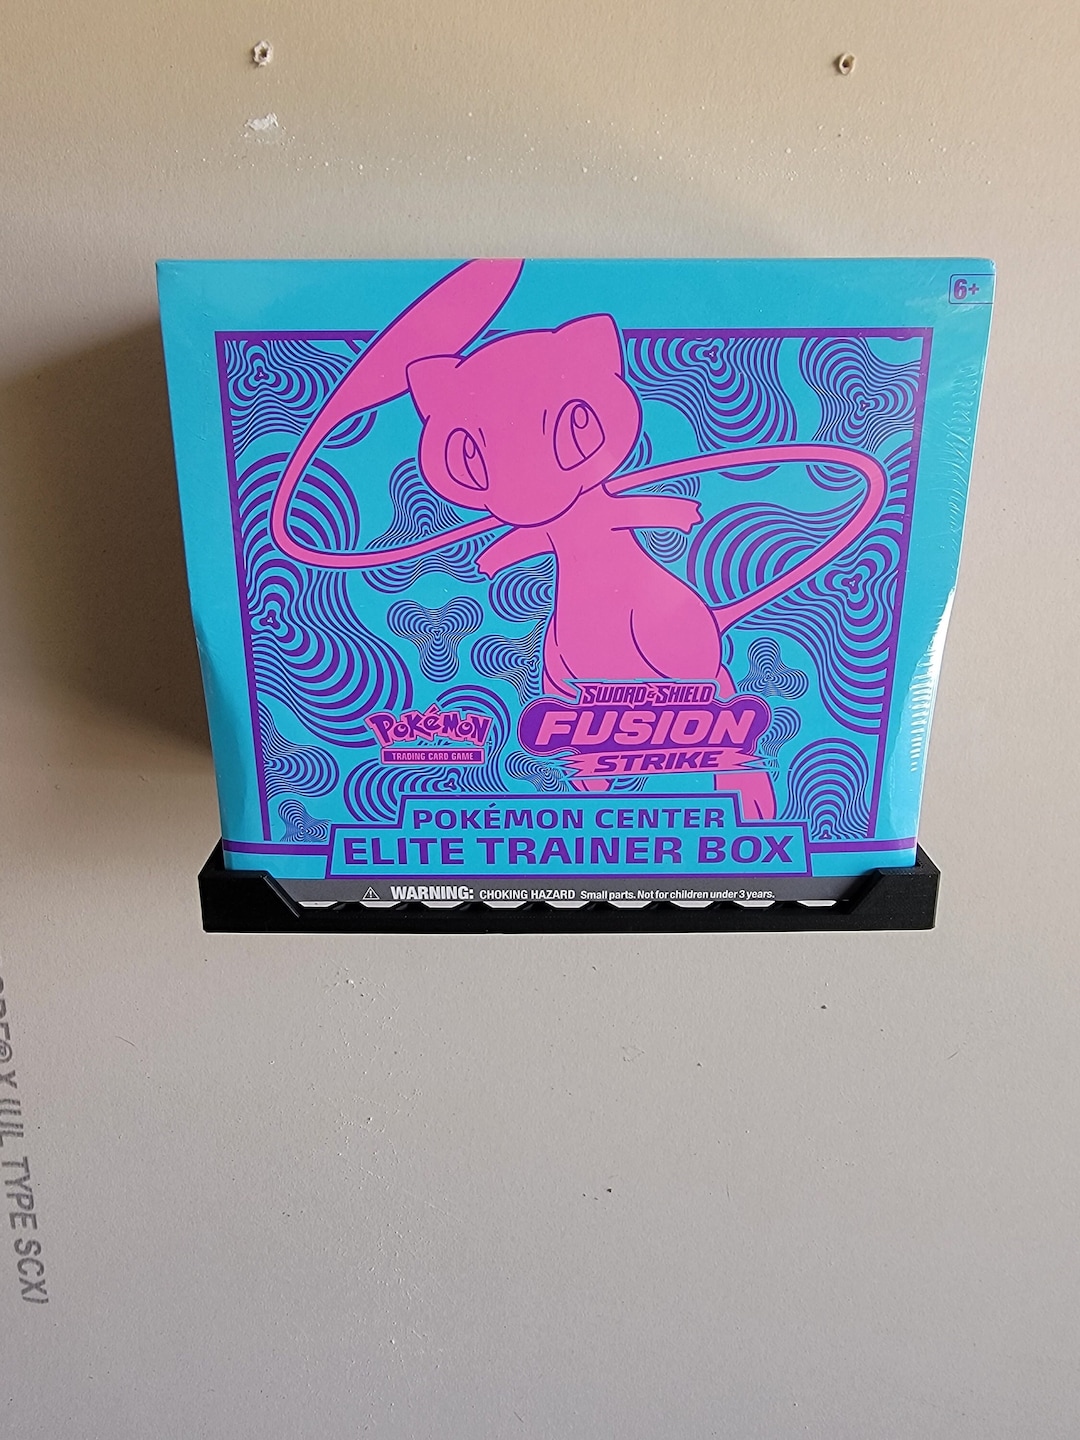 6+
SWORD & SHIELD
FUSION
STRIKE
POKéMON
TRADING CARD GAME
POKÉMON CENTER
ELITE TRAINER BOX
WARNING: CHOKING HAZARD Small parts. Not for children under 3 years.
TYPE SCX)